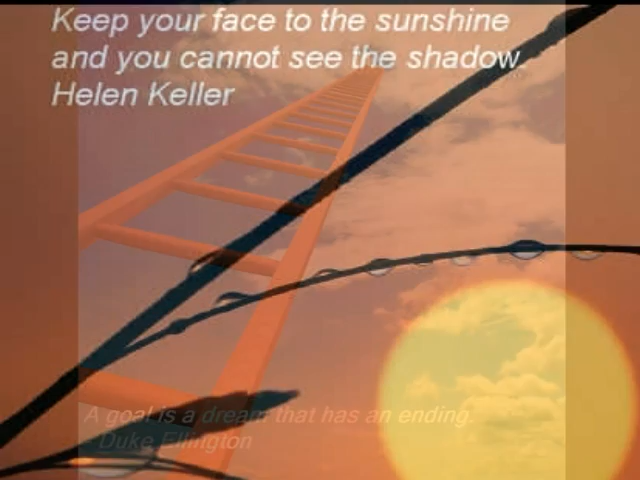 Keep your face to the sunshine
and you cannot see the shadow.
Helen Keller
A goal is a dream that has an ending.
- Duke Ellington